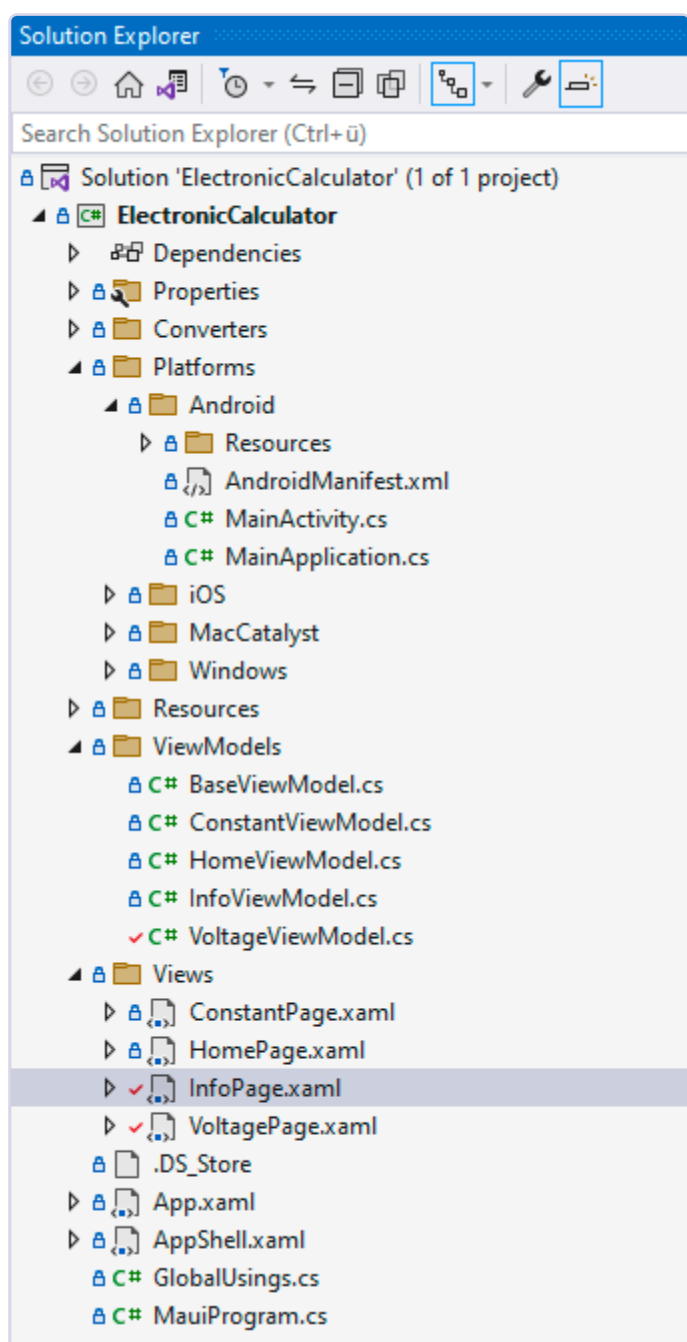 Solution Explorer
Search Solution Explorer (Ctrl+ü)
Solution 'ElectronicCalculator' (1 of 1 project)
C# ElectronicCalculator
Dependencies
Properties
Converters
Platforms
Android
Resources
AndroidManifest.xml
C# MainActivity.cs
C# MainApplication.cs
iOS
MacCatalyst
Windows
Resources
ViewModels
C# BaseViewModel.cs
C# ConstantViewModel.cs
C# HomeViewModel.cs
C# InfoViewModel.cs
C# VoltageViewModel.cs
Views
ConstantPage.xaml
HomePage.xaml
InfoPage.xaml
VoltagePage.xaml
.DS_Store
App.xaml
AppShell.xaml
C# GlobalUsings.cs
C# MauiProgram.cs